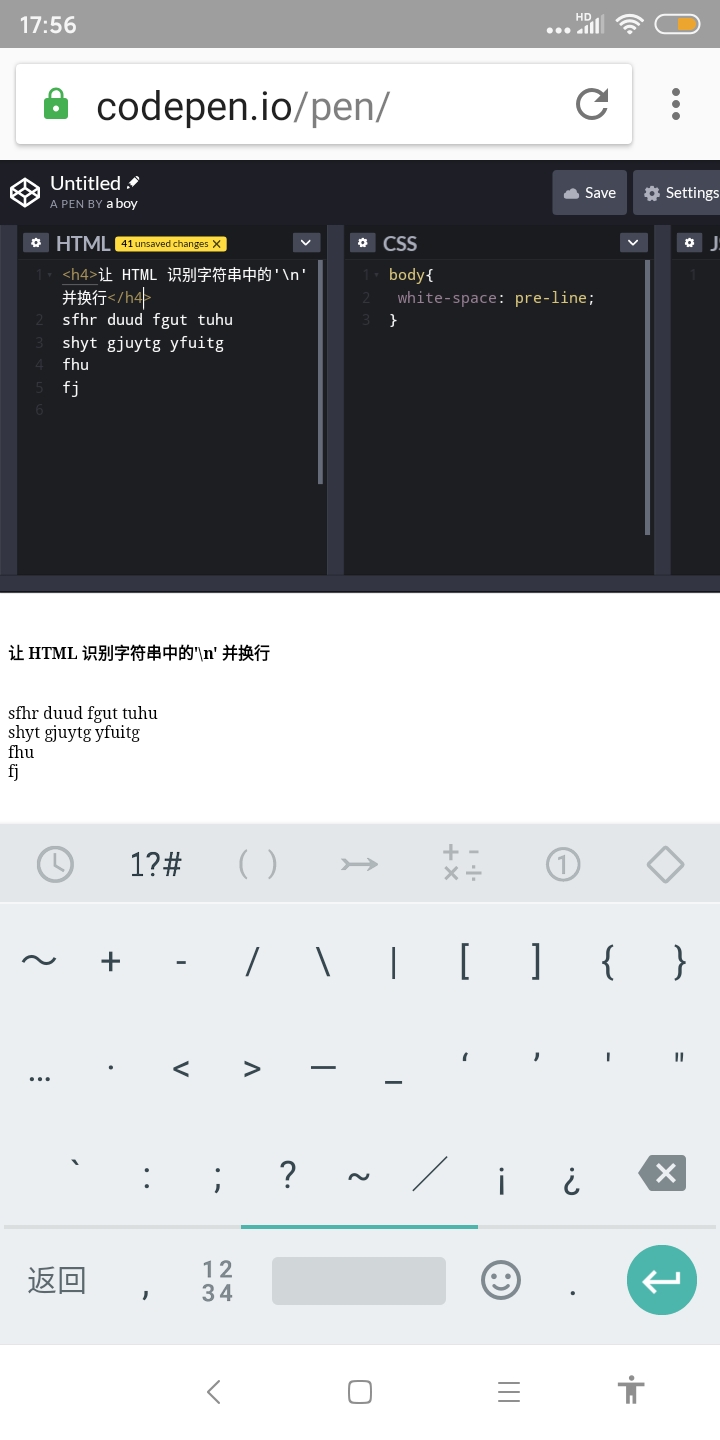 17:56
HD
codepen.io/pen/
Untitled
A PEN BY a boy
Save
Settings
HTML 41 unsaved changes ×
CSS
1 <h4>让 HTML 识别字符串中的'\n'
并换行</h4>
2 sfhr duud fgut tuhu
3 shyt gjuytg yfuitg
4 fhu
5 fj
6
1 body{
2 white-space: pre-line;
3 }
1
让 HTML 识别字符串中的'\n' 并换行
sfhr duud fgut tuhu
shyt gjuytg yfuitg
fhu
fj
1?# ( ) + - × ÷ 1
～ + - / \ | [ ] { }
… · < > — _ ‘ ’ ' "
` : ; ? ~ ／ ¡ ¿
返回 , 12 34 .